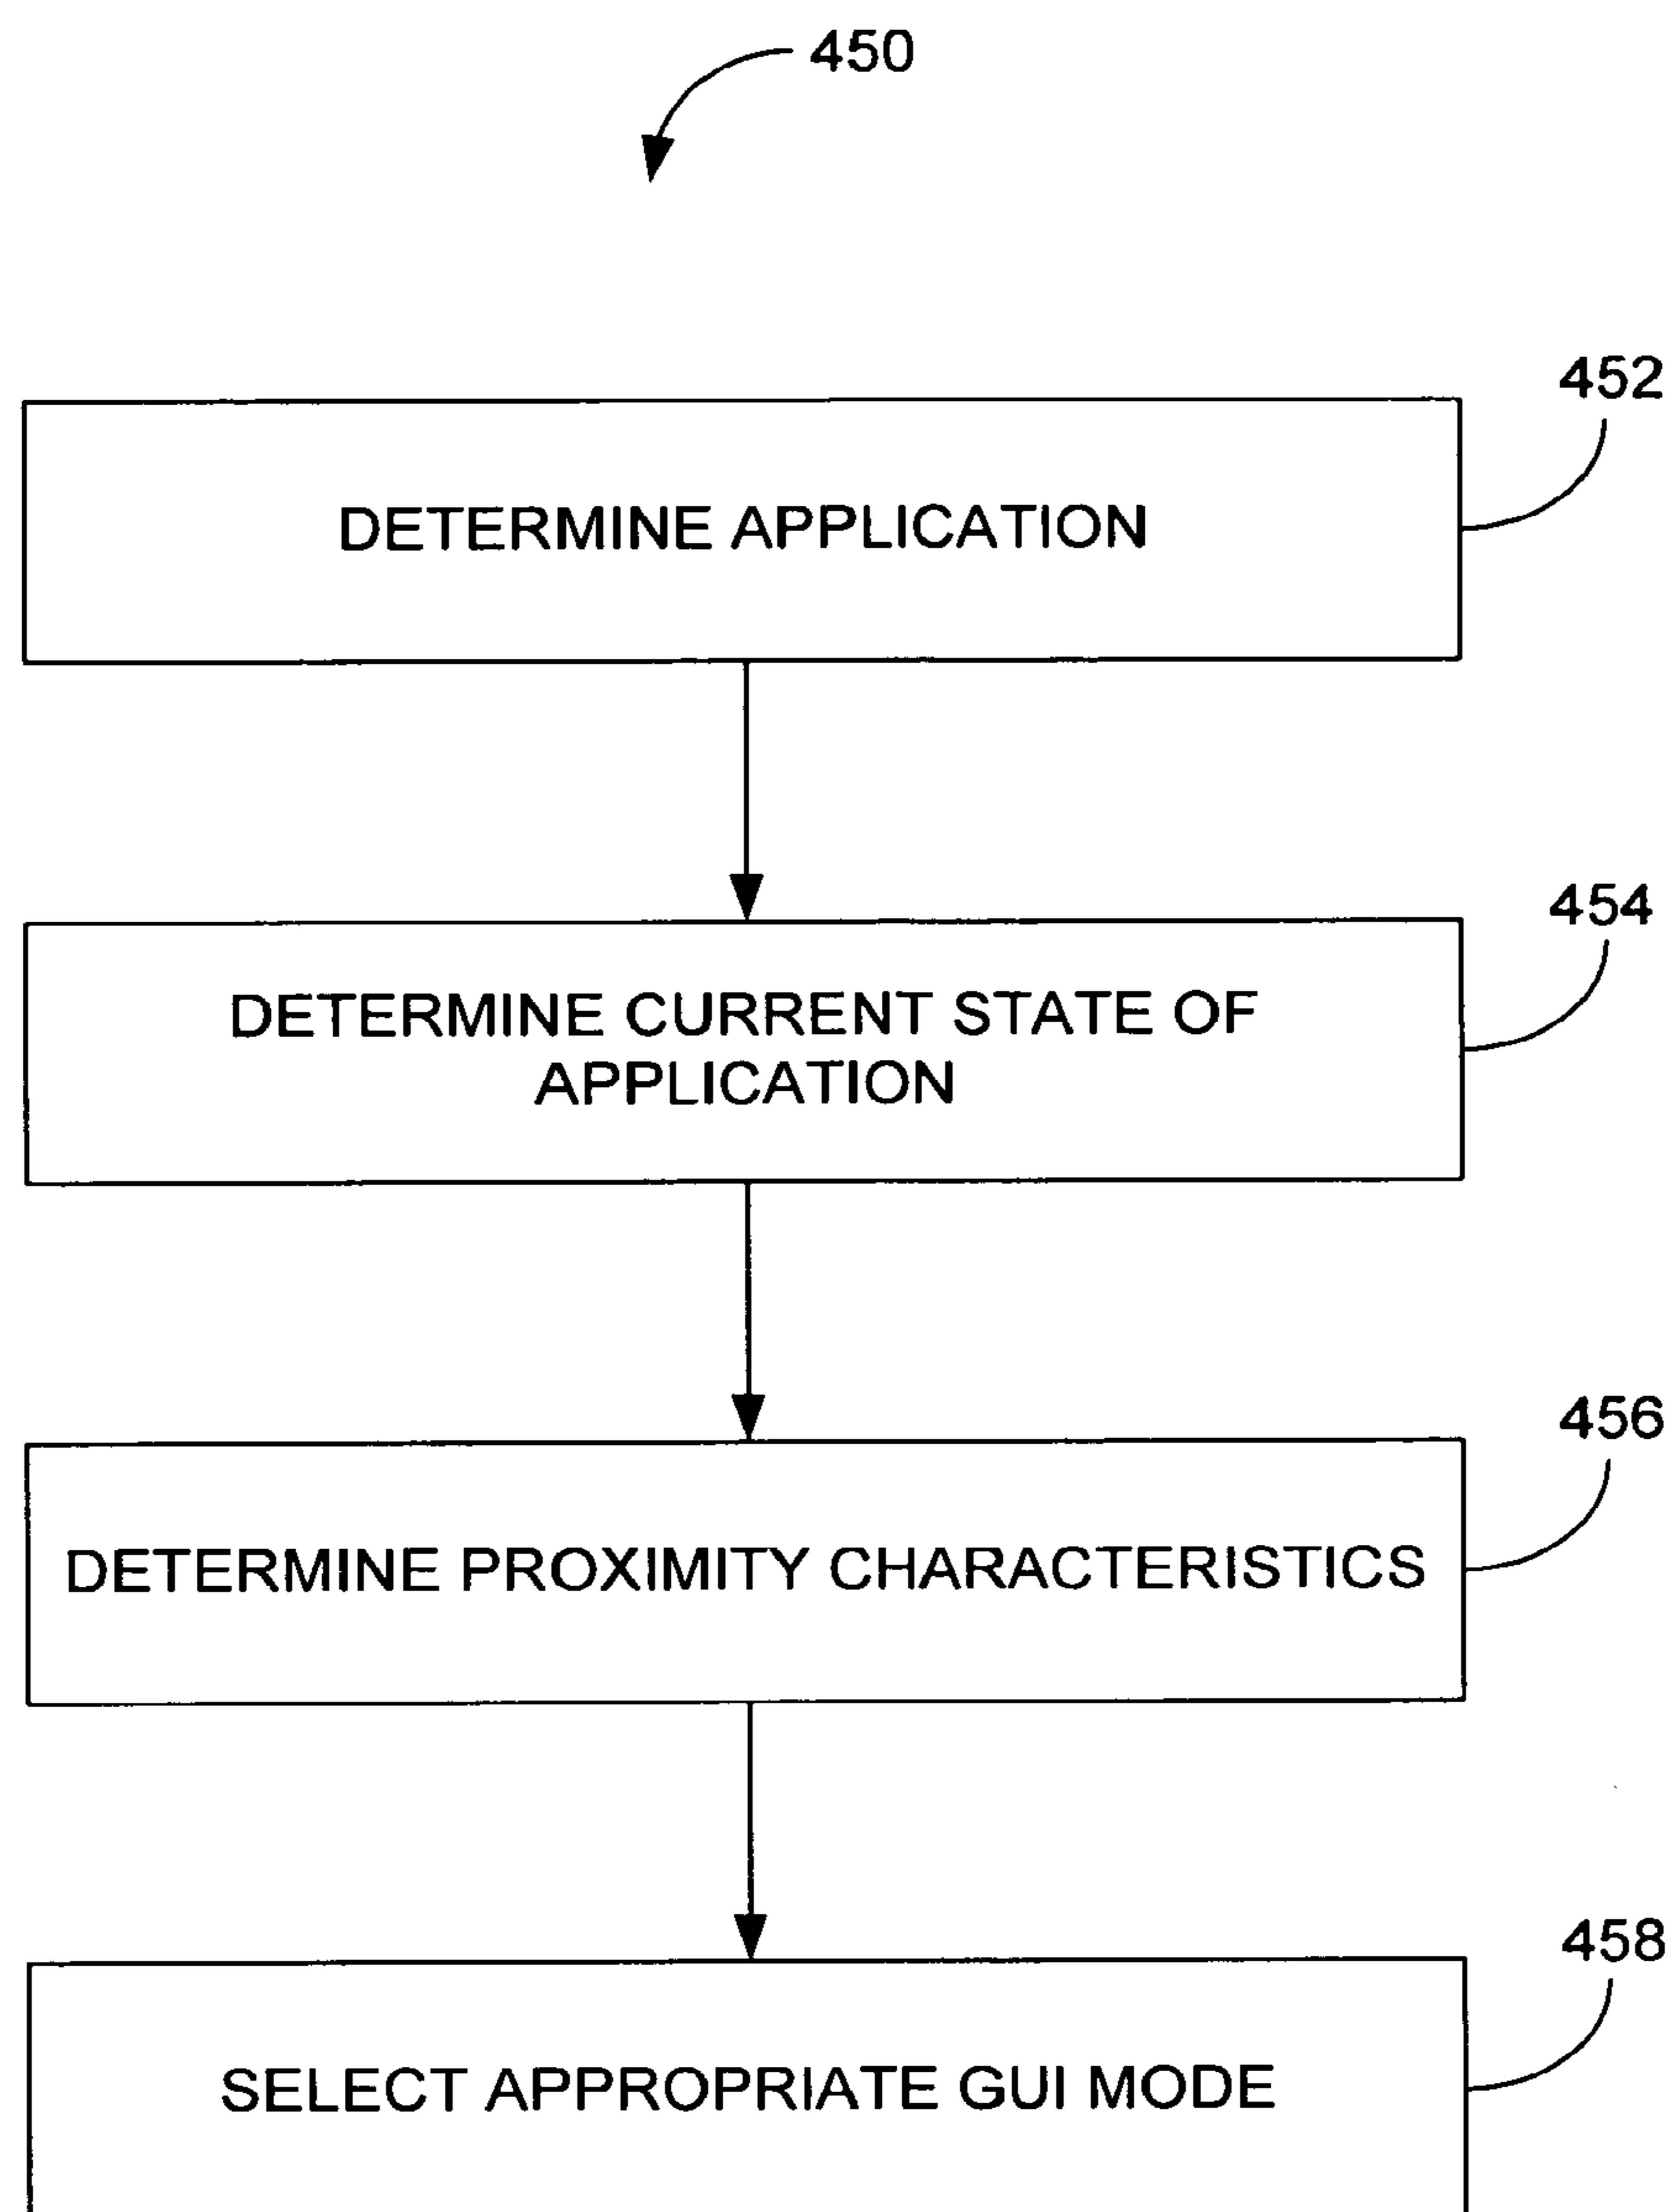 450
452
DETERMINE APPLICATION
454
DETERMINE CURRENT STATE OF
APPLICATION
456
DETERMINE PROXIMITY CHARACTERISTICS
458
SELECT APPROPRIATE GUI MODE